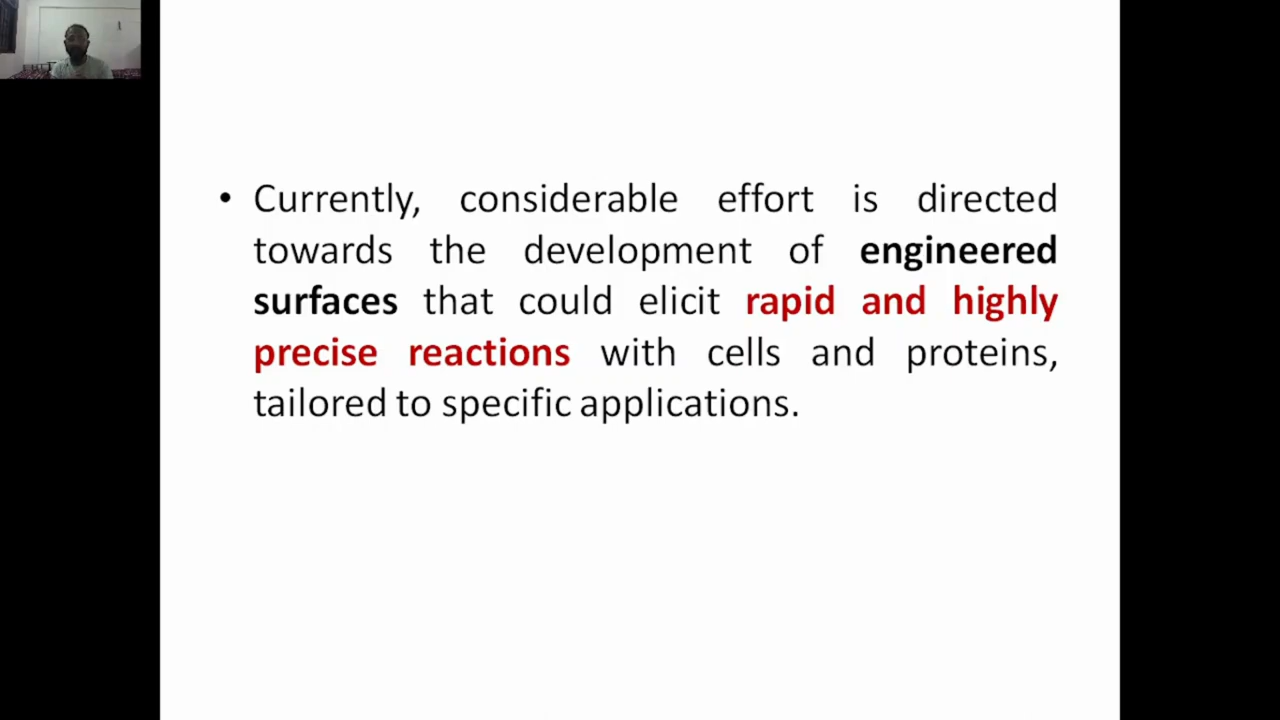 • Currently, considerable effort is directed
towards the development of engineered
surfaces that could elicit rapid and highly
precise reactions with cells and proteins,
tailored to specific applications.